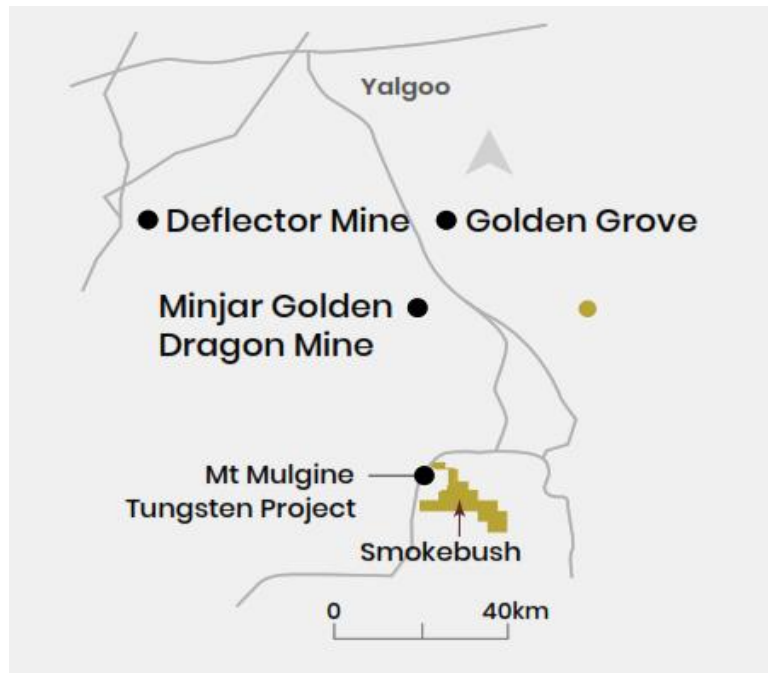 Yalgoo
Deflector Mine
Golden Grove
Minjar Golden
Dragon Mine
Mt Mulgine
Tungsten Project
Smokebush
0
40km